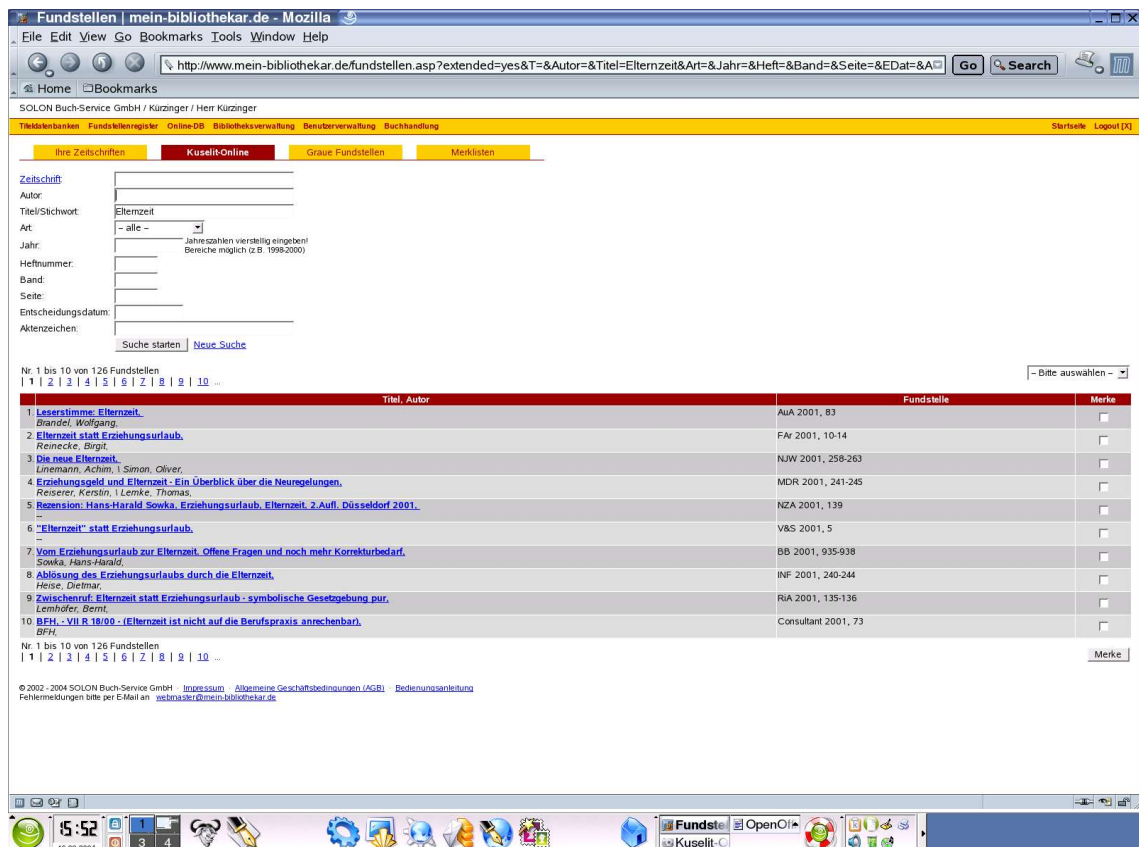 Fundstellen | mein-bibliothekar.de - Mozilla
File Edit View Go Bookmarks Tools Window Help
http://www.mein-bibliothekar.de/fundstellen.asp?extended=yes&T=&Autor=&Titel=Elternzeit&Art=&Jahr=&Heft=&Band=&Seite=&EDat=&A Go Search
Home Bookmarks
SOLON Buch-Service GmbH / Kürzinger / Herr Kürzinger
Titeldatenbanken Fundstellenregister Online-DB Bibliotheksverwaltung Benutzerverwaltung Buchhandlung Startseite Logout [X]
Ihre Zeitschriften Kuselit-Online Graue Fundstellen Merklisten
Zeitschrift:
Autor:
Titel/Stichwort: Elternzeit
Art: – alle –
Jahr: Jahreszahlen vierstellig eingeben!
Bereiche möglich (z.B. 1998-2000)
Heftnummer:
Band:
Seite:
Entscheidungsdatum:
Aktenzeichen:
Suche starten Neue Suche
Nr. 1 bis 10 von 126 Fundstellen
| 1 | 2 | 3 | 4 | 5 | 6 | 7 | 8 | 9 | 10 ...
– Bitte auswählen –
Titel, Autor Fundstelle Merke
1. Leserstimme: Elternzeit, AuA 2001, 83
Brandel, Wolfgang,
2. Elternzeit statt Erziehungsurlaub, FAr 2001, 10-14
Reinecke, Birgit,
3. Die neue Elternzeit, NJW 2001, 258-263
Linemann, Achim, \ Simon, Oliver,
4. Erziehungsgeld und Elternzeit - Ein Überblick über die Neuregelungen, MDR 2001, 241-245
Reiserer, Kerstin, \ Lemke, Thomas,
5. Rezension: Hans-Harald Sowka, Erziehungsurlaub, Elternzeit, 2.Aufl. Düsseldorf 2001, NZA 2001, 139
--
6. "Elternzeit" statt Erziehungsurlaub, V&S 2001, 5
--
7. Vom Erziehungsurlaub zur Elternzeit. Offene Fragen und noch mehr Korrekturbedarf, BB 2001, 935-938
Sowka, Hans-Harald,
8. Ablösung des Erziehungsurlaubs durch die Elternzeit, INF 2001, 240-244
Heise, Dietmar,
9. Zwischenruf: Elternzeit statt Erziehungsurlaub - symbolische Gesetzgebung pur, RiA 2001, 135-136
Lemhöfer, Bernt,
10. BFH, - VII R 18/00 - (Elternzeit ist nicht auf die Berufspraxis anrechenbar), Consultant 2001, 73
BFH,
Nr. 1 bis 10 von 126 Fundstellen
| 1 | 2 | 3 | 4 | 5 | 6 | 7 | 8 | 9 | 10 ...
Merke
© 2002 - 2004 SOLON Buch-Service GmbH · Impressum · Allgemeine Geschäftsbedingungen (AGB) · Bedienungsanleitung
Fehlermeldungen bitte per E-Mail an webmaster@mein-bibliothekar.de
15:52 1 3 4 Fundste OpenOffi
Kuselit-O